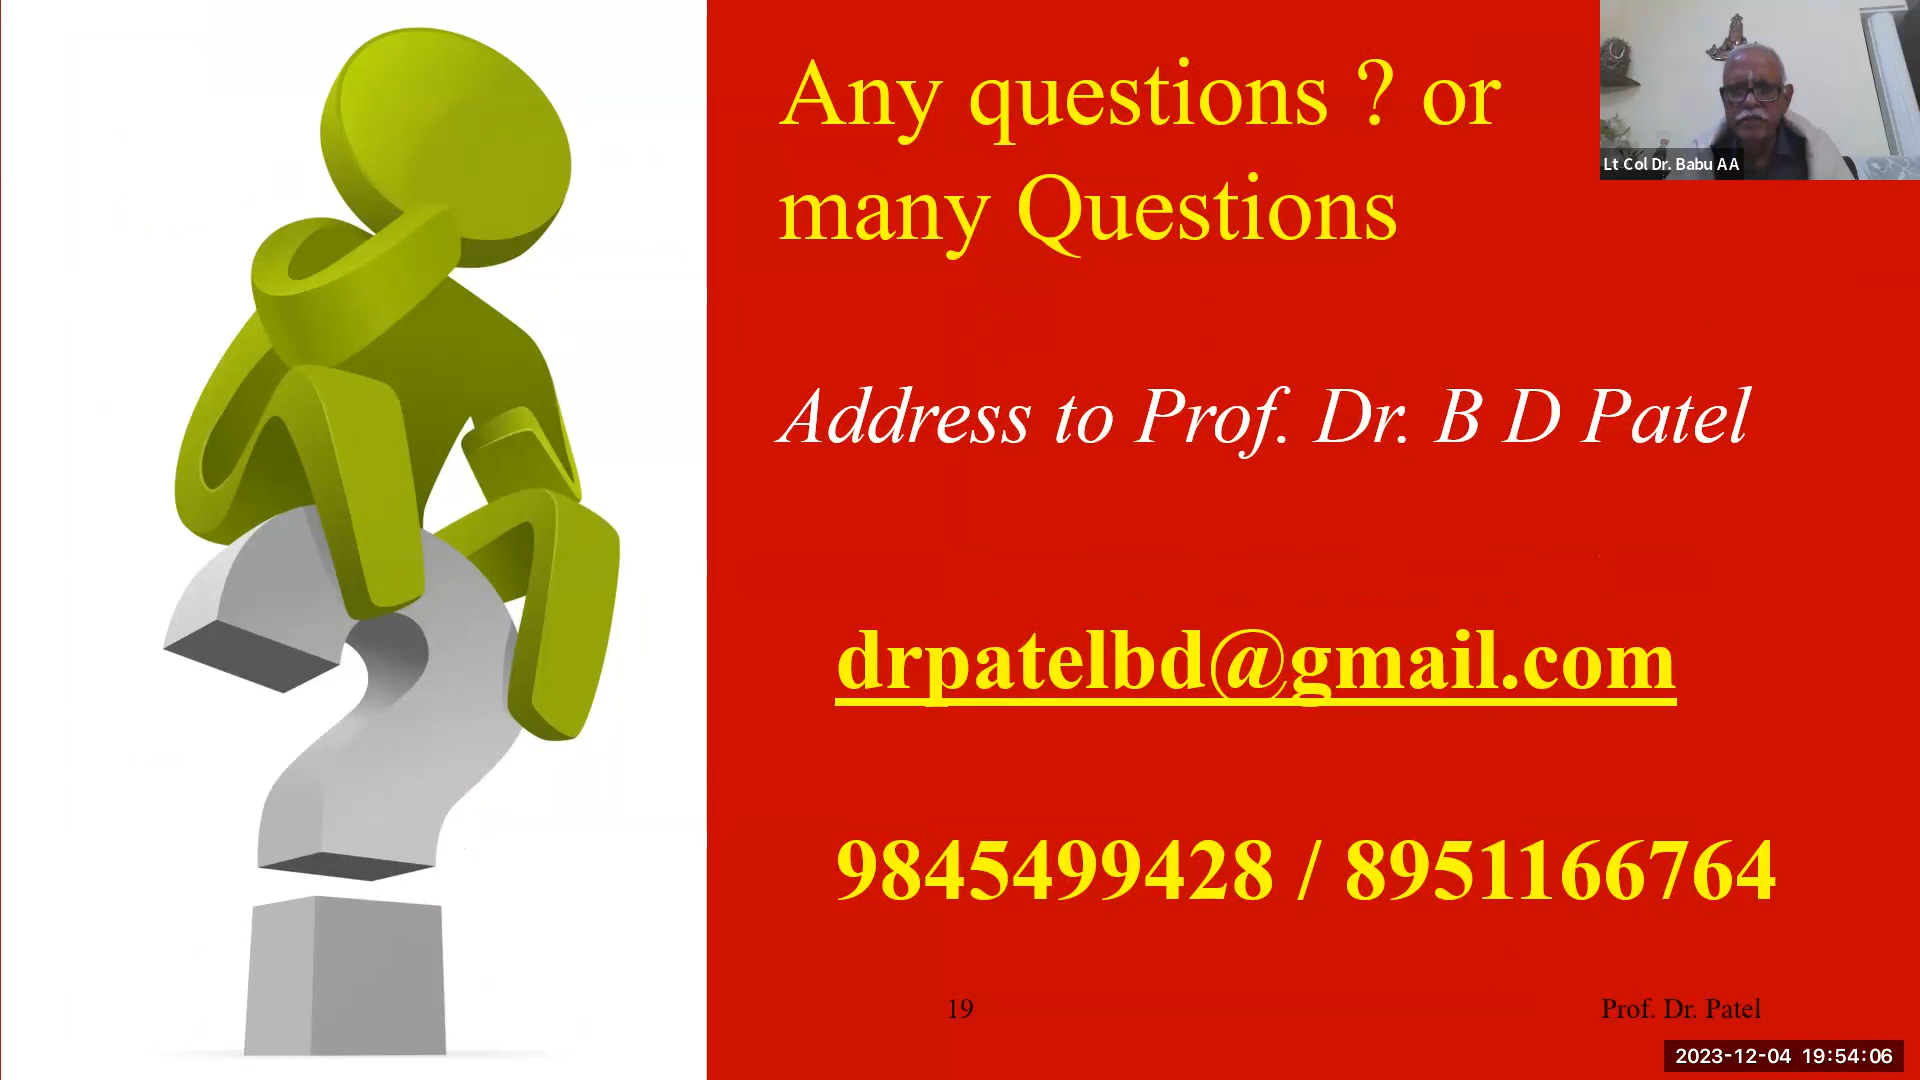 Any questions ? or
many Questions
Lt Col Dr. Babu A A
Address to Prof. Dr. B D Patel
drpatelbd@gmail.com
9845499428 / 8951166764
19
Prof. Dr. Patel
2023-12-04 19:54:06